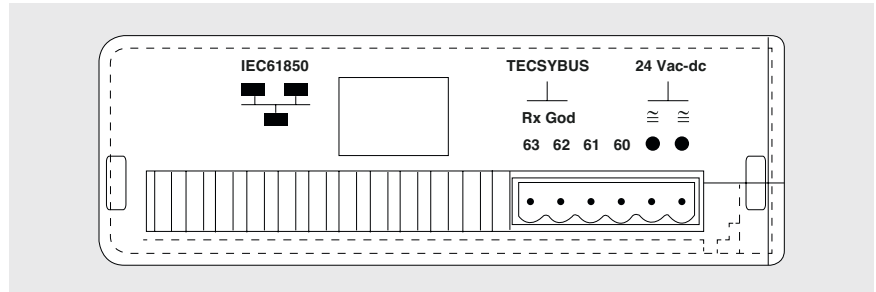 IEC61850 TECSYBUS 24 Vac-dc
Rx God ≅ ≅
63 62 61 60